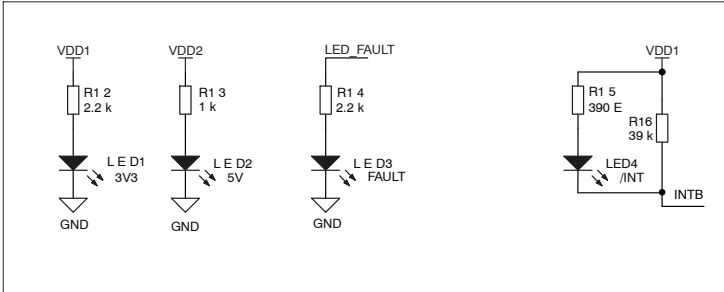 VDD1
R1 2
2.2 k
L E D1
3V3
GND
VDD2
R1 3
1 k
L E D2
5V
GND
LED_FAULT
R1 4
2.2 k
L E D3
FAULT
GND
VDD1
R1 5
390 E
R16
39 k
LED4
/INT
INTB